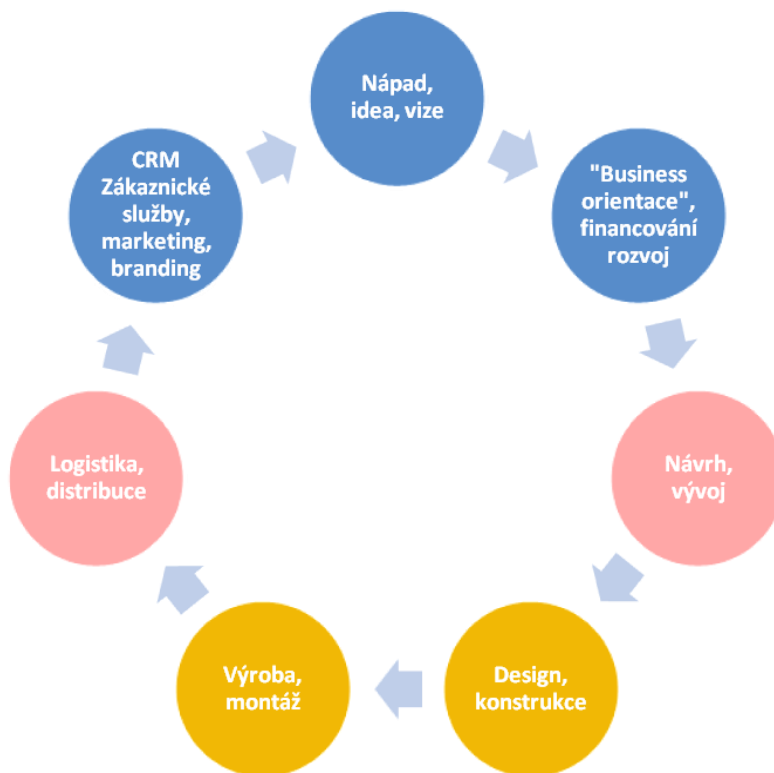 Nápad,
idea, vize
"Business
orientace",
financování
rozvoj
Návrh,
vývoj
Design,
konstrukce
Výroba,
montáž
Logistika,
distribuce
CRM
Zákaznické
služby,
marketing,
branding